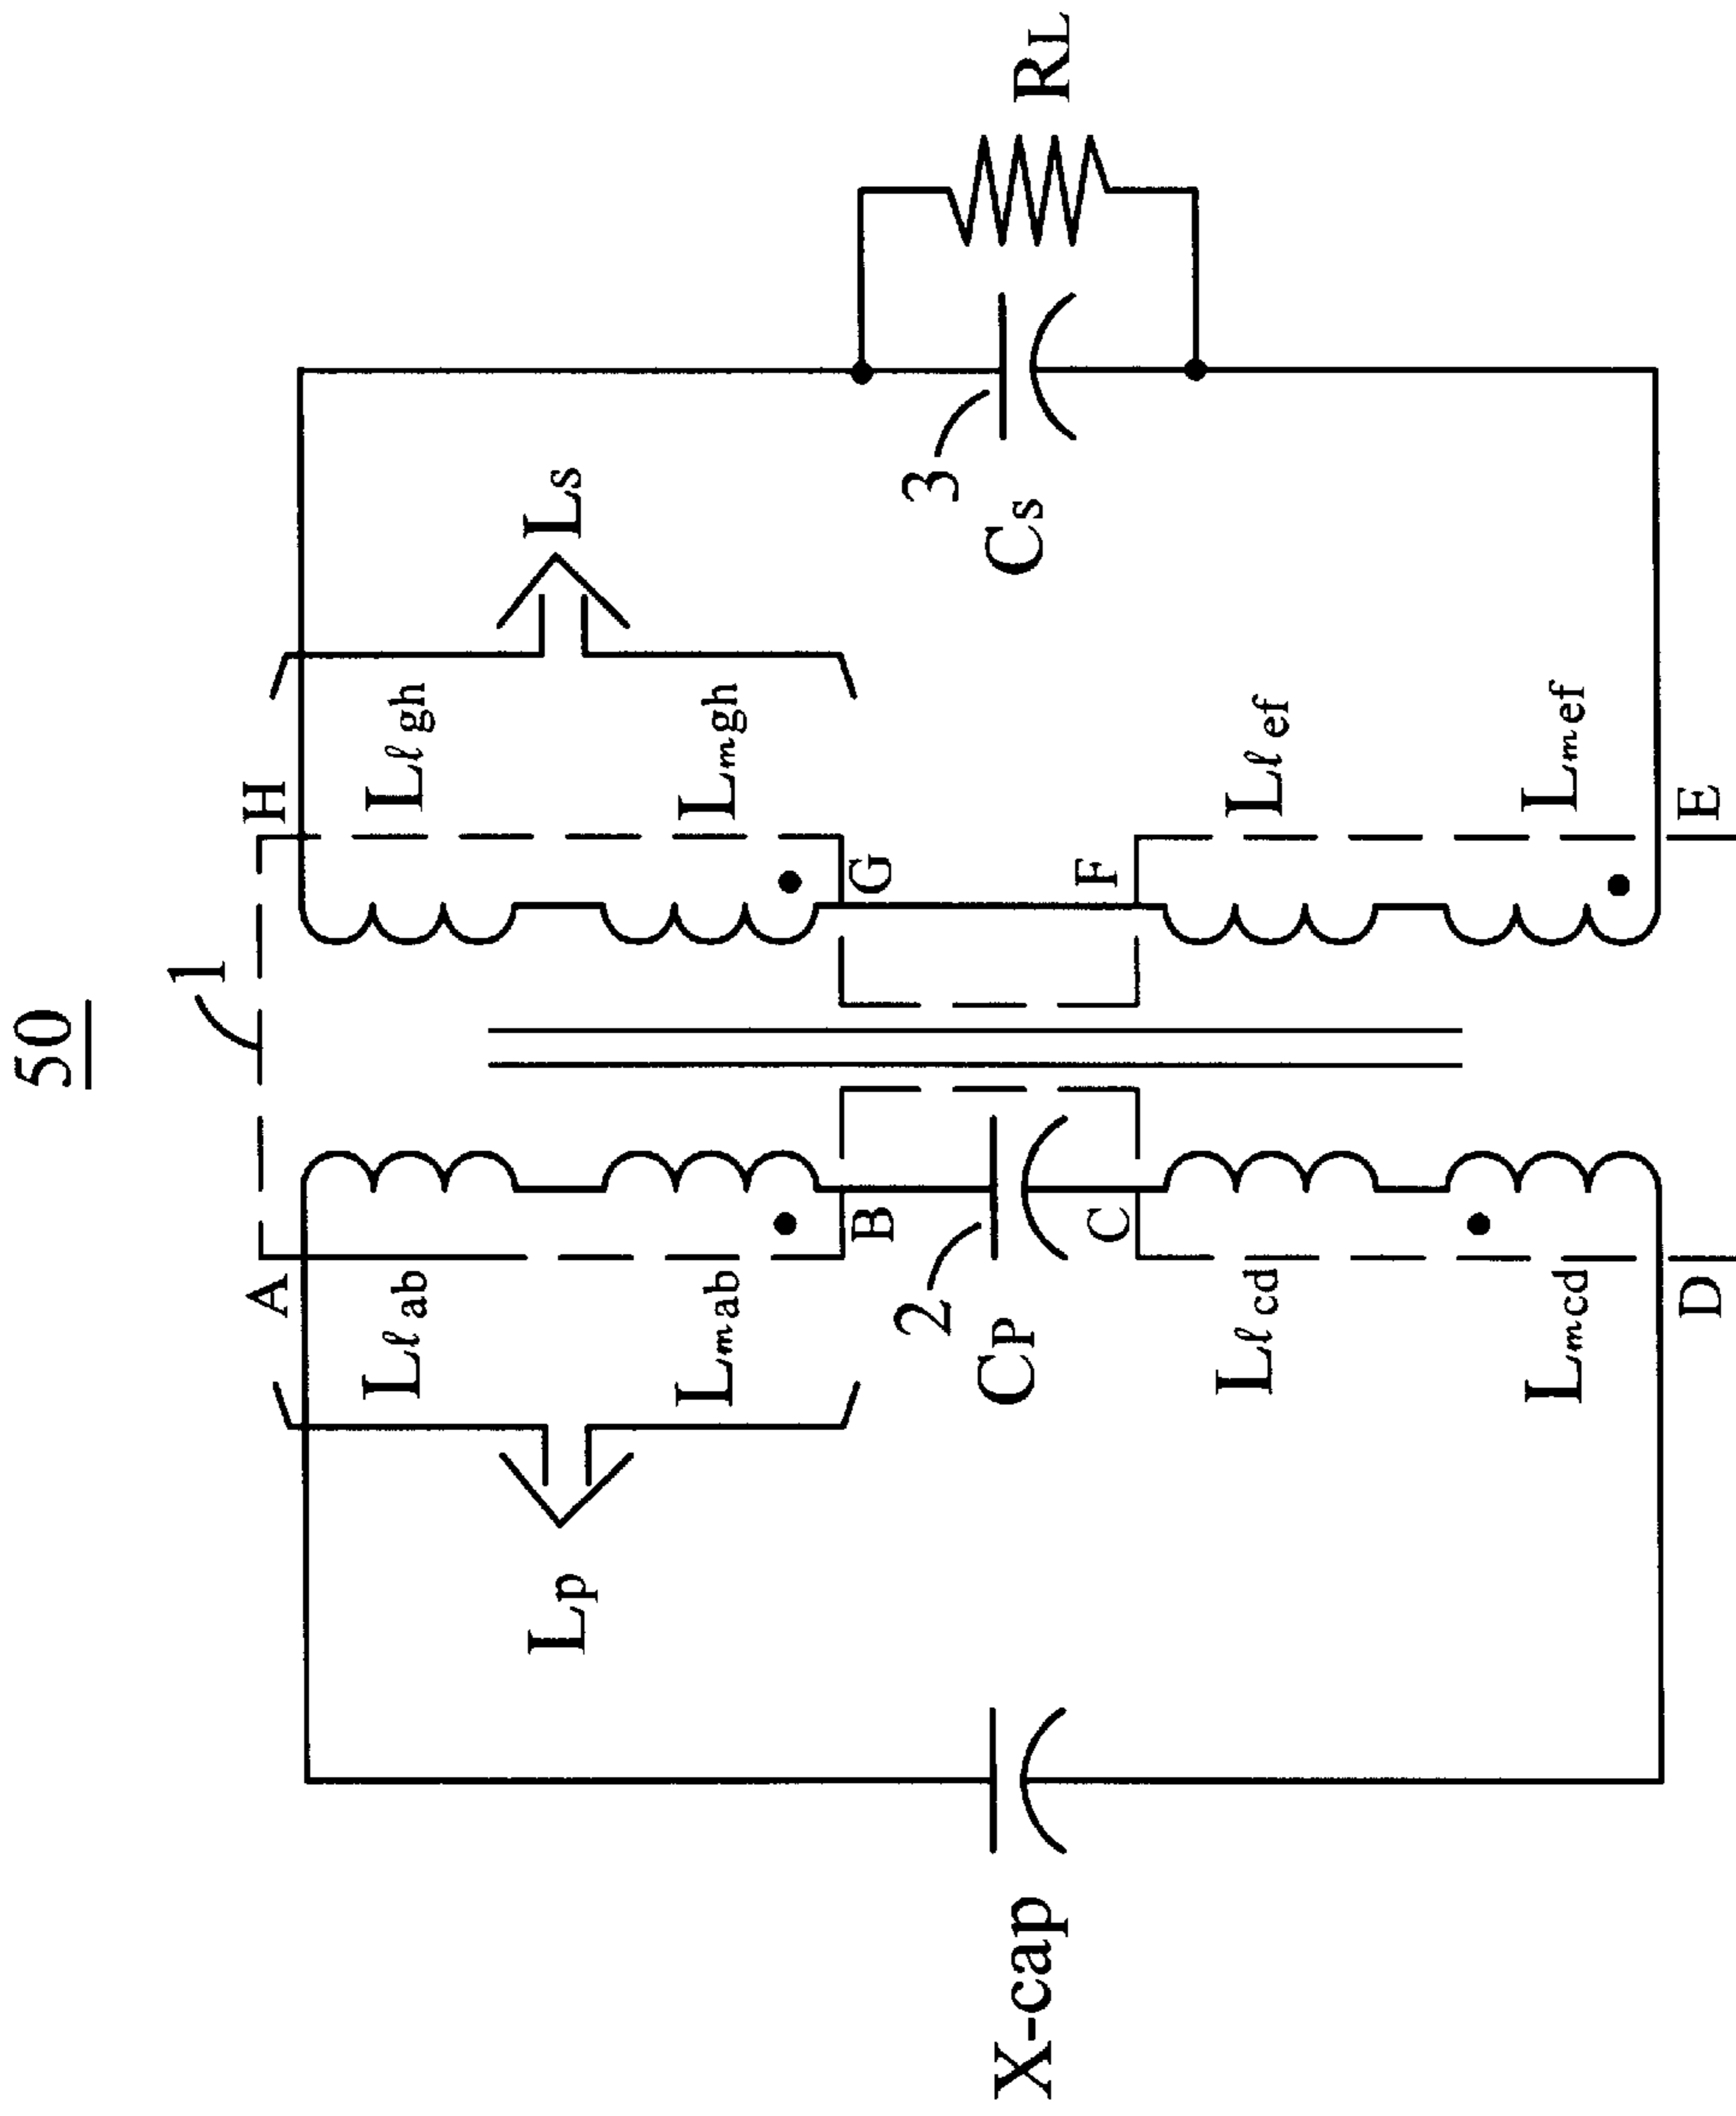 50
1
A
H
Lℓab
Lℓgh
Lp
Ls
Lmab
Lmgh
B
G
2
3
X-cap
CP
Cs
RL
C
F
Lℓcd
Lℓef
Lmcd
Lmef
D
E